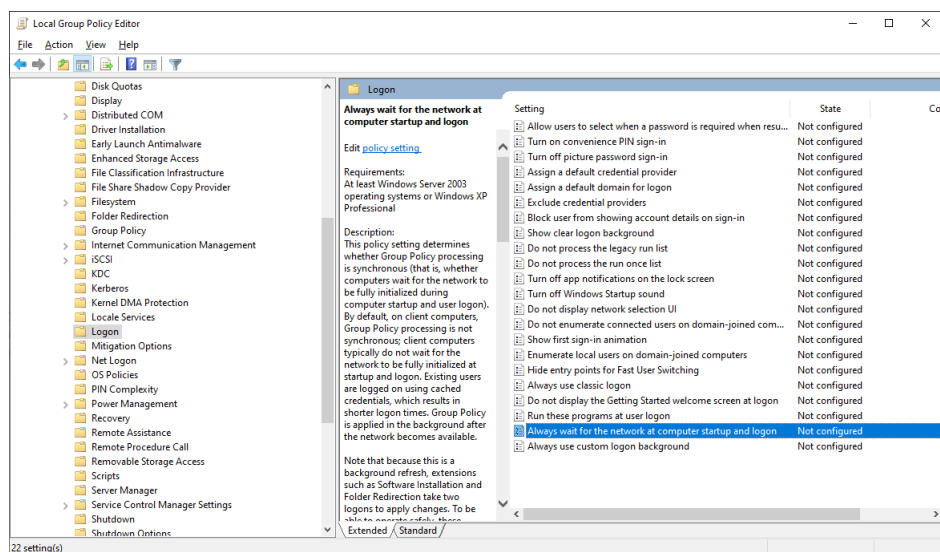 Local Group Policy Editor
File Action View Help
Disk Quotas
Display
Distributed COM
Driver Installation
Early Launch Antimalware
Enhanced Storage Access
File Classification Infrastructure
File Share Shadow Copy Provider
Filesystem
Folder Redirection
Group Policy
Internet Communication Management
iSCSI
KDC
Kerberos
Kernel DMA Protection
Locale Services
Logon
Mitigation Options
Net Logon
OS Policies
PIN Complexity
Power Management
Recovery
Remote Assistance
Remote Procedure Call
Removable Storage Access
Scripts
Server Manager
Service Control Manager Settings
Shutdown
Shutdown Options
Logon
Always wait for the network at
computer startup and logon
Edit policy setting
Requirements:
At least Windows Server 2003
operating systems or Windows XP
Professional
Description:
This policy setting determines
whether Group Policy processing
is synchronous (that is, whether
computers wait for the network to
be fully initialized during
computer startup and user logon).
By default, on client computers,
Group Policy processing is not
synchronous; client computers
typically do not wait for the
network to be fully initialized at
startup and logon. Existing users
are logged on using cached
credentials, which results in
shorter logon times. Group Policy
is applied in the background after
the network becomes available.
Note that because this is a
background refresh, extensions
such as Software Installation and
Folder Redirection take two
logons to apply changes. To be
able to operate safely, these
Setting State Co
Allow users to select when a password is required when resu... Not configured
Turn on convenience PIN sign-in Not configured
Turn off picture password sign-in Not configured
Assign a default credential provider Not configured
Assign a default domain for logon Not configured
Exclude credential providers Not configured
Block user from showing account details on sign-in Not configured
Show clear logon background Not configured
Do not process the legacy run list Not configured
Do not process the run once list Not configured
Turn off app notifications on the lock screen Not configured
Turn off Windows Startup sound Not configured
Do not display network selection UI Not configured
Do not enumerate connected users on domain-joined com... Not configured
Show first sign-in animation Not configured
Enumerate local users on domain-joined computers Not configured
Hide entry points for Fast User Switching Not configured
Always use classic logon Not configured
Do not display the Getting Started welcome screen at logon Not configured
Run these programs at user logon Not configured
Always wait for the network at computer startup and logon Not configured
Always use custom logon background Not configured
Extended Standard
22 setting(s)